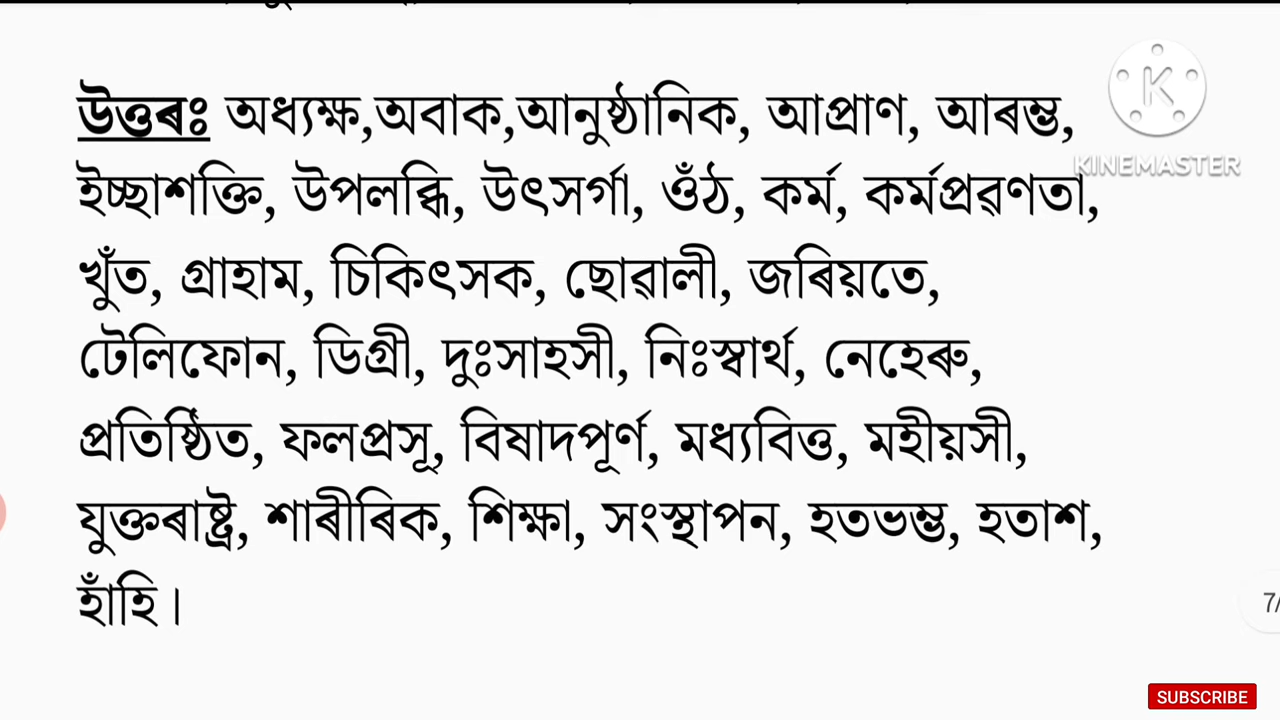 উত্তৰঃ অধ্যক্ষ,অবাক,আনুষ্ঠানিক, আপ্ৰাণ, আৰম্ভ,
KINEMASTER
ইচ্ছাশক্তি, উপলব্ধি, উৎসৰ্গা, ওঁঠ, কৰ্ম, কৰ্মপ্ৰৱণতা,
খুঁত, গ্ৰাহাম, চিকিৎসক, ছোৱালী, জৰিয়তে,
টেলিফোন, ডিগ্ৰী, দুঃসাহসী, নিঃস্বাৰ্থ, নেহেৰু,
প্ৰতিষ্ঠিত, ফলপ্ৰসূ, বিষাদপূৰ্ণ, মধ্যবিত্ত, মহীয়সী,
যুক্তৰাষ্ট্ৰ, শাৰীৰিক, শিক্ষা, সংস্থাপন, হতভম্ভ, হতাশ,
হাঁহি।
7/
SUBSCRIBE